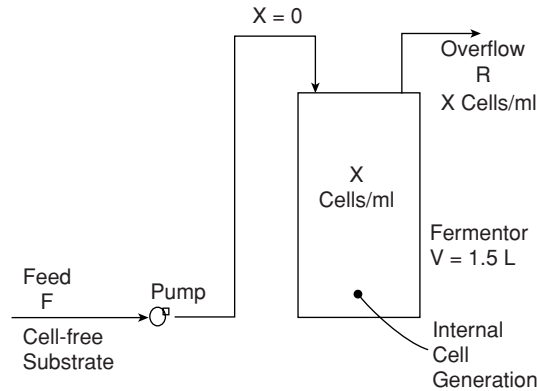 X = 0
Overflow
R
X Cells/ml
X
Cells/ml
Fermentor
V = 1.5 L
Feed
F
Pump
Cell-free
Substrate
Internal
Cell
Generation